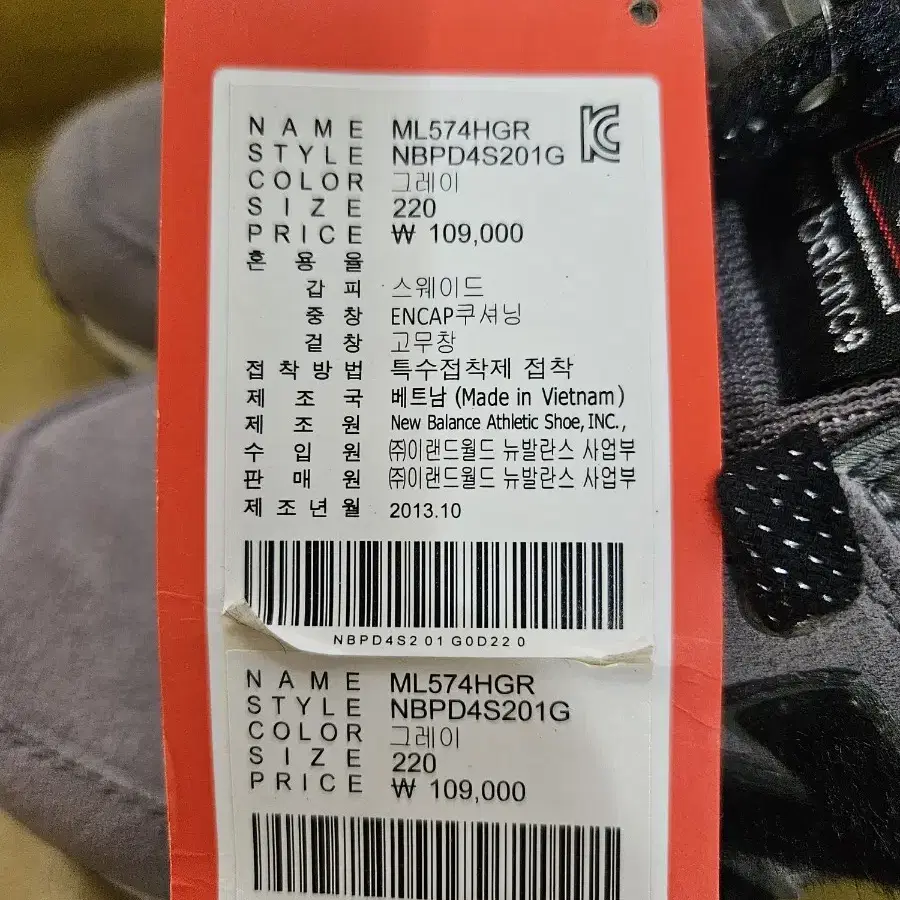 NAME ML574HGR
STYLE NBPD4S201G
COLOR 그레이
SIZE 220
PRICE ₩ 109,000
혼용율
갑피 스웨이드
중창 ENCAP쿠셔닝
겉창 고무창
접착방법 특수접착제 접착
제조국 베트남 (Made in Vietnam)
제조원 New Balance Athletic Shoe, INC.,
수입원 ㈜이랜드월드 뉴발란스 사업부
판매원 ㈜이랜드월드 뉴발란스 사업부
제조년월 2013.10
NBPD4S2 01 G0D22 0
NAME ML574HGR
STYLE NBPD4S201G
COLOR 그레이
SIZE 220
PRICE ₩ 109,000
balance